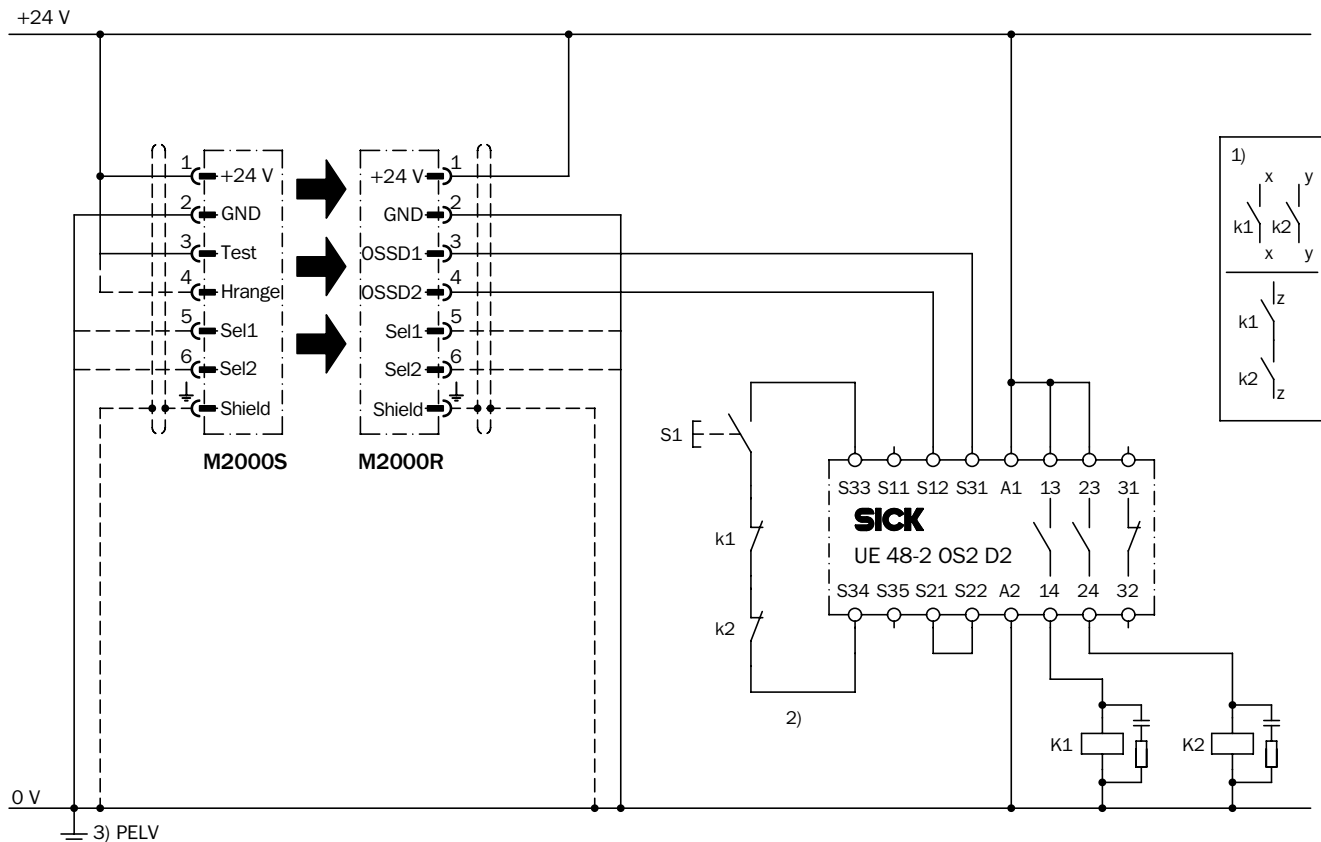 +24 V
1 +24 V
2 GND
3 Test
4 Hrange
5 Sel1
6 Sel2
Shield
M2000S
+24 V 1
GND 2
OSSD1 3
OSSD2 4
Sel1 5
Sel2 6
Shield
M2000R
1)
x y
k1 k2
x y
z
k1
k2
z
S1
k1
k2
2)
S33 S11 S12 S31 A1 13 23 31
SICK
UE 48-2 OS2 D2
S34 S35 S21 S22 A2 14 24 32
K1
K2
0 V
3) PELV